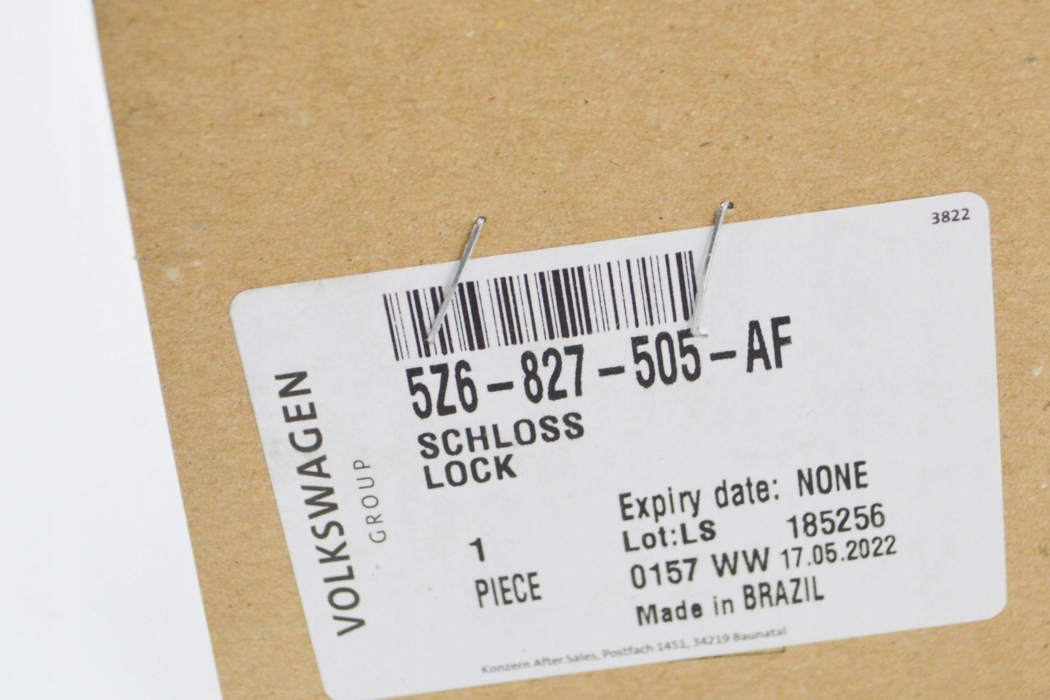 3822
5Z6-827-505-AF
SCHLOSS
LOCK
VOLKSWAGEN
GROUP
1
PIECE
Expiry date: NONE
Lot:LS 185256
0157 WW 17.05.2022
Made in BRAZIL
Konzern After Sales, Postfach 1451, 34219 Baunatal